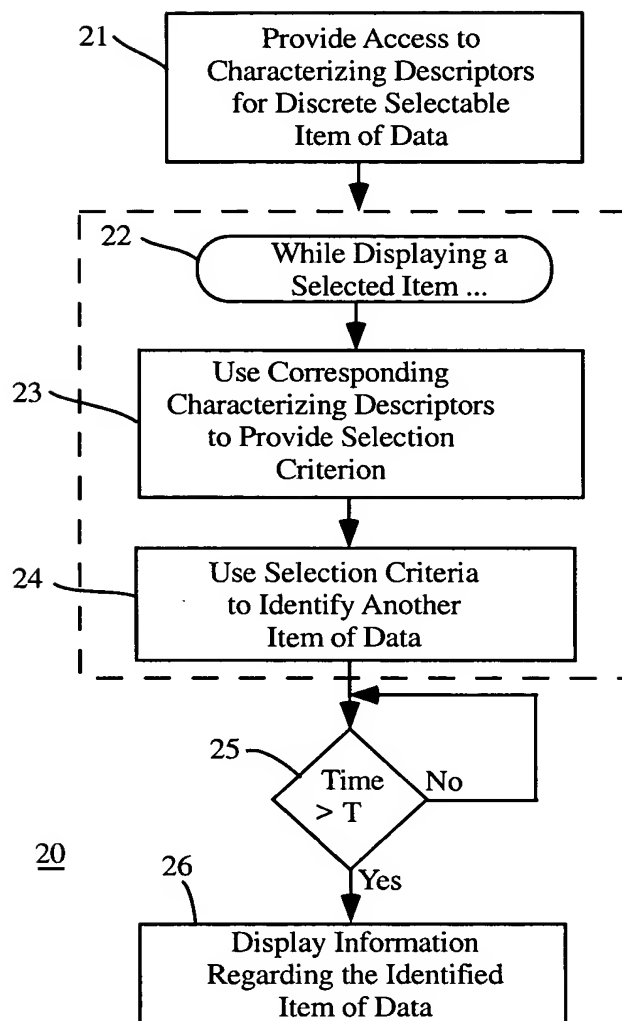 21
Provide Access to
Characterizing Descriptors
for Discrete Selectable
Item of Data
22
While Displaying a
Selected Item ...
23
Use Corresponding
Characterizing Descriptors
to Provide Selection
Criterion
24
Use Selection Criteria
to Identify Another
Item of Data
25
Time
> T
No
Yes
20
26
Display Information
Regarding the Identified
Item of Data